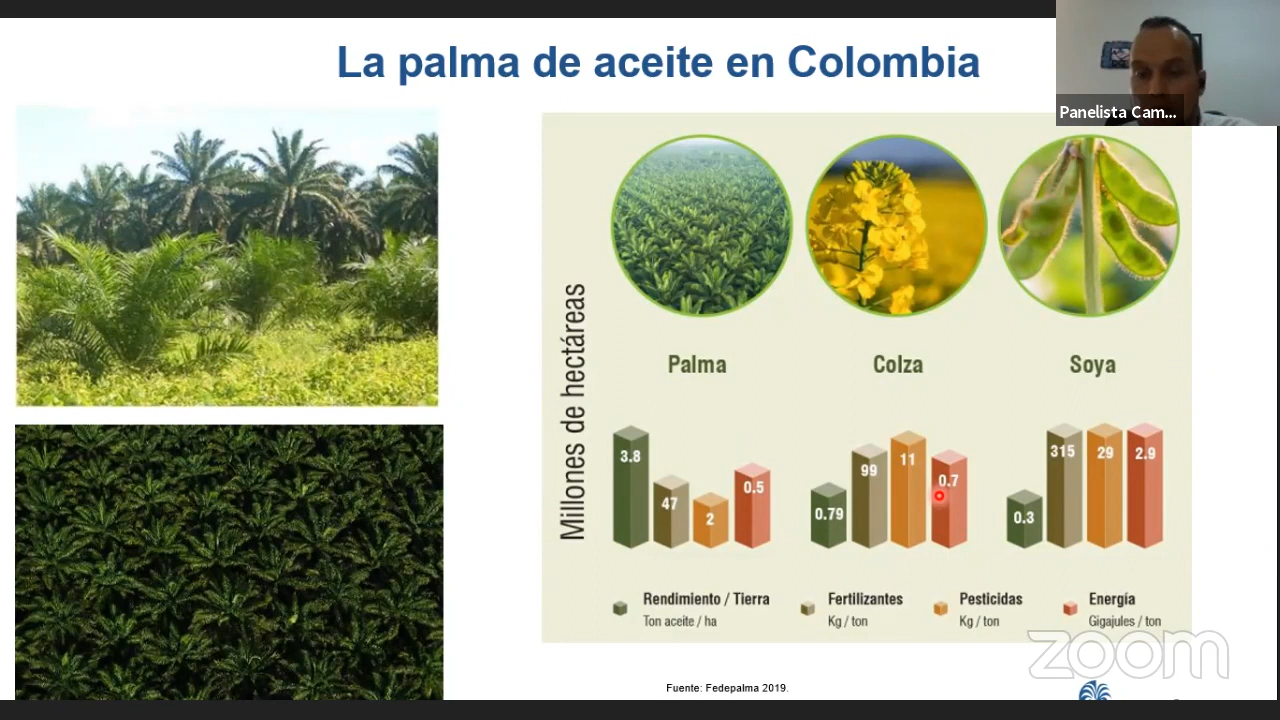 La palma de aceite en Colombia
Panelista Cam...
Millones de hectáreas
Palma
Colza
Soya
3.8
47
2
0.5
0.79
99
11
0.7
0.3
315
29
2.9
Rendimiento / Tierra
Ton aceite / ha
Fertilizantes
Kg / ton
Pesticidas
Kg / ton
Energía
Gigajules / ton
zoom
Fuente: Fedepalma 2019.